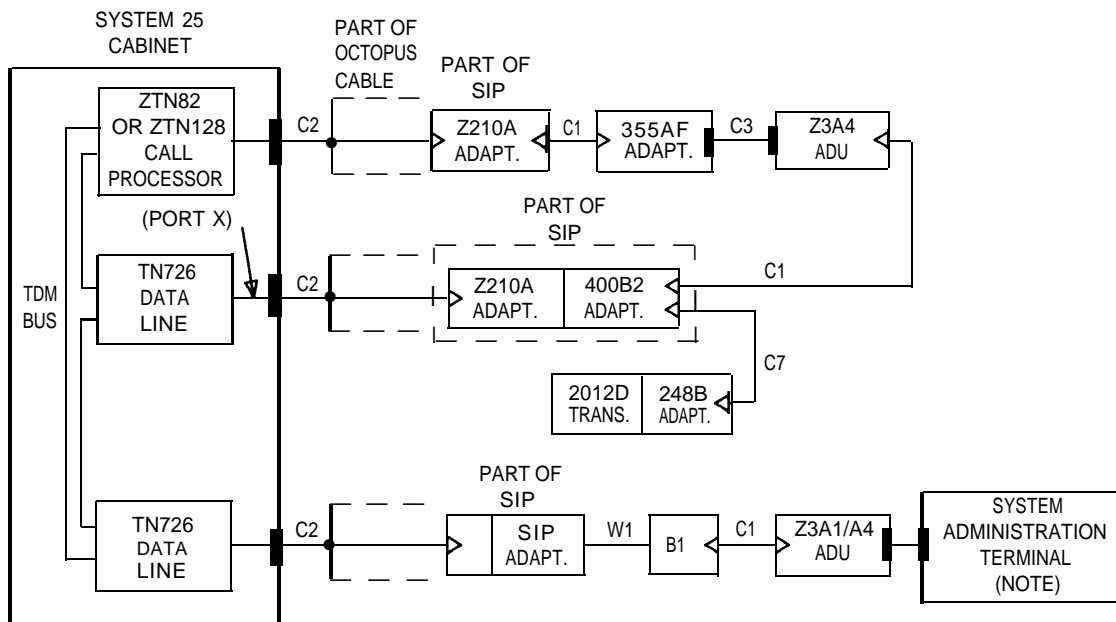 SYSTEM 25
CABINET
PART OF
OCTOPUS
CABLE
PART OF
SIP
ZTN82
OR ZTN128
CALL
PROCESSOR
C2
Z210A
ADAPT.
C1
355AF
ADAPT.
C3
Z3A4
ADU
(PORT X)
PART OF
SIP
TDM
BUS
TN726
DATA
LINE
C2
Z210A
ADAPT.
400B2
ADAPT.
C1
C7
2012D
TRANS.
248B
ADAPT.
PART OF
SIP
TN726
DATA
LINE
C2
SIP
ADAPT.
W1
B1
C1
Z3A1/A4
ADU
SYSTEM
ADMINISTRATION
TERMINAL
(NOTE)